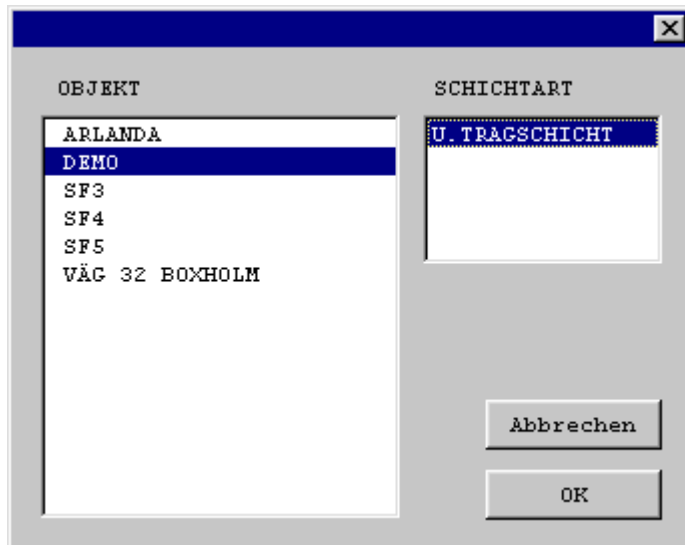 OBJEKT
ARLANDA
DEMO
SF3
SF4
SF5
VÄG 32 BOXHOLM
SCHICHTART
U.TRAGSCHICHT
Abbrechen
OK